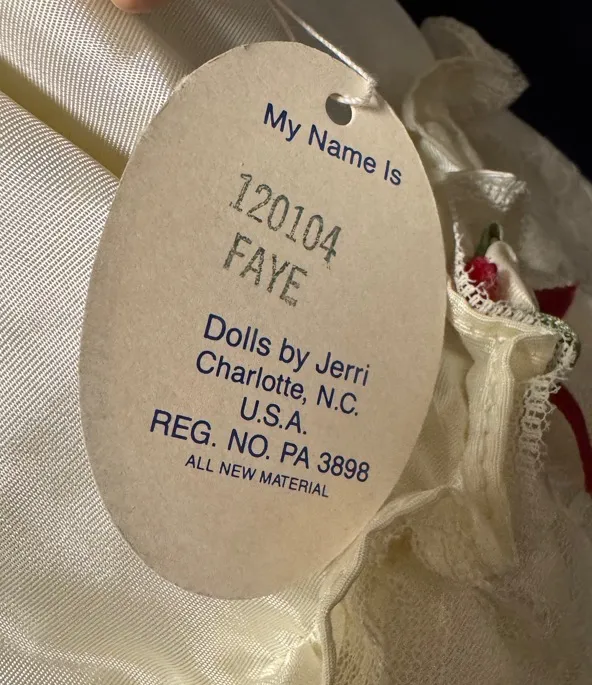 My Name Is
120104
FAYE
Dolls by Jerri
Charlotte, N.C.
U.S.A.
REG. NO. PA 3898
ALL NEW MATERIAL